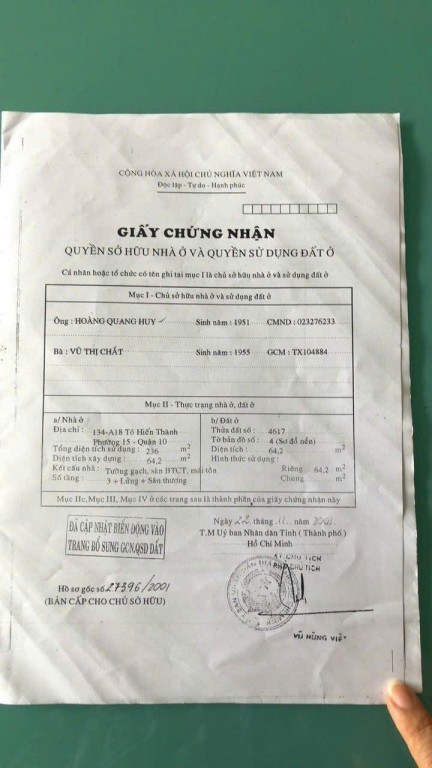 CỘNG HÒA XÃ HỘI CHỦ NGHĨA VIỆT NAM
Độc lập - Tự do - Hạnh phúc
GIẤY CHỨNG NHẬN
QUYỀN SỞ HỮU NHÀ Ở VÀ QUYỀN SỬ DỤNG ĐẤT Ở
Cá nhân hoặc tổ chức có tên ghi tại mục I là chủ sở hữu nhà ở và sử dụng đất ở
Mục I - Chủ sở hữu nhà ở và sử dụng đất ở
Ông : HOÀNG QUANG HUY Sinh năm : 1951 CMND : 023276233
Bà : VŨ THỊ CHẤT Sinh năm : 1955 GCM : TX104884
Mục II - Thực trạng nhà ở, đất ở
a/ Nhà ở
Địa chỉ : 134-A18 Tô Hiến Thành
Phường 15 - Quận 10
Tổng diện tích sử dụng : 236 m2
Diện tích xây dựng : 64,2 m2
Kết cấu nhà : Tường gạch, sàn BTCT, mái tôn
Số tầng : 3 + Lửng + Sân thượng
b/ Đất ở
Thửa đất số : 4617
Tờ bản đồ số : 4 (Sơ đồ nền)
Diện tích : 64,2 m2
Hình thức sử dụng :
Riêng : 64,2 m2
Chung m2
Mục IIc, Mục III, Mục IV ở các trang sau là thành phần của giấy chứng nhận này
ĐÃ CẬP NHẬT BIẾN ĐỘNG VÀO
TRANG BỔ SUNG GCN.QSD ĐẤT
Hồ sơ gốc số 27396/2001
(BẢN CẤP CHO CHỦ SỞ HỮU)
Ngày 22 tháng 11 năm
T.M Uỷ ban Nhân dân Tỉnh ( Thành phố )
Hồ Chí Minh
KT CHỦ TỊCH
PHÓ CHỦ TỊCH
VŨ HÙNG VIỆT